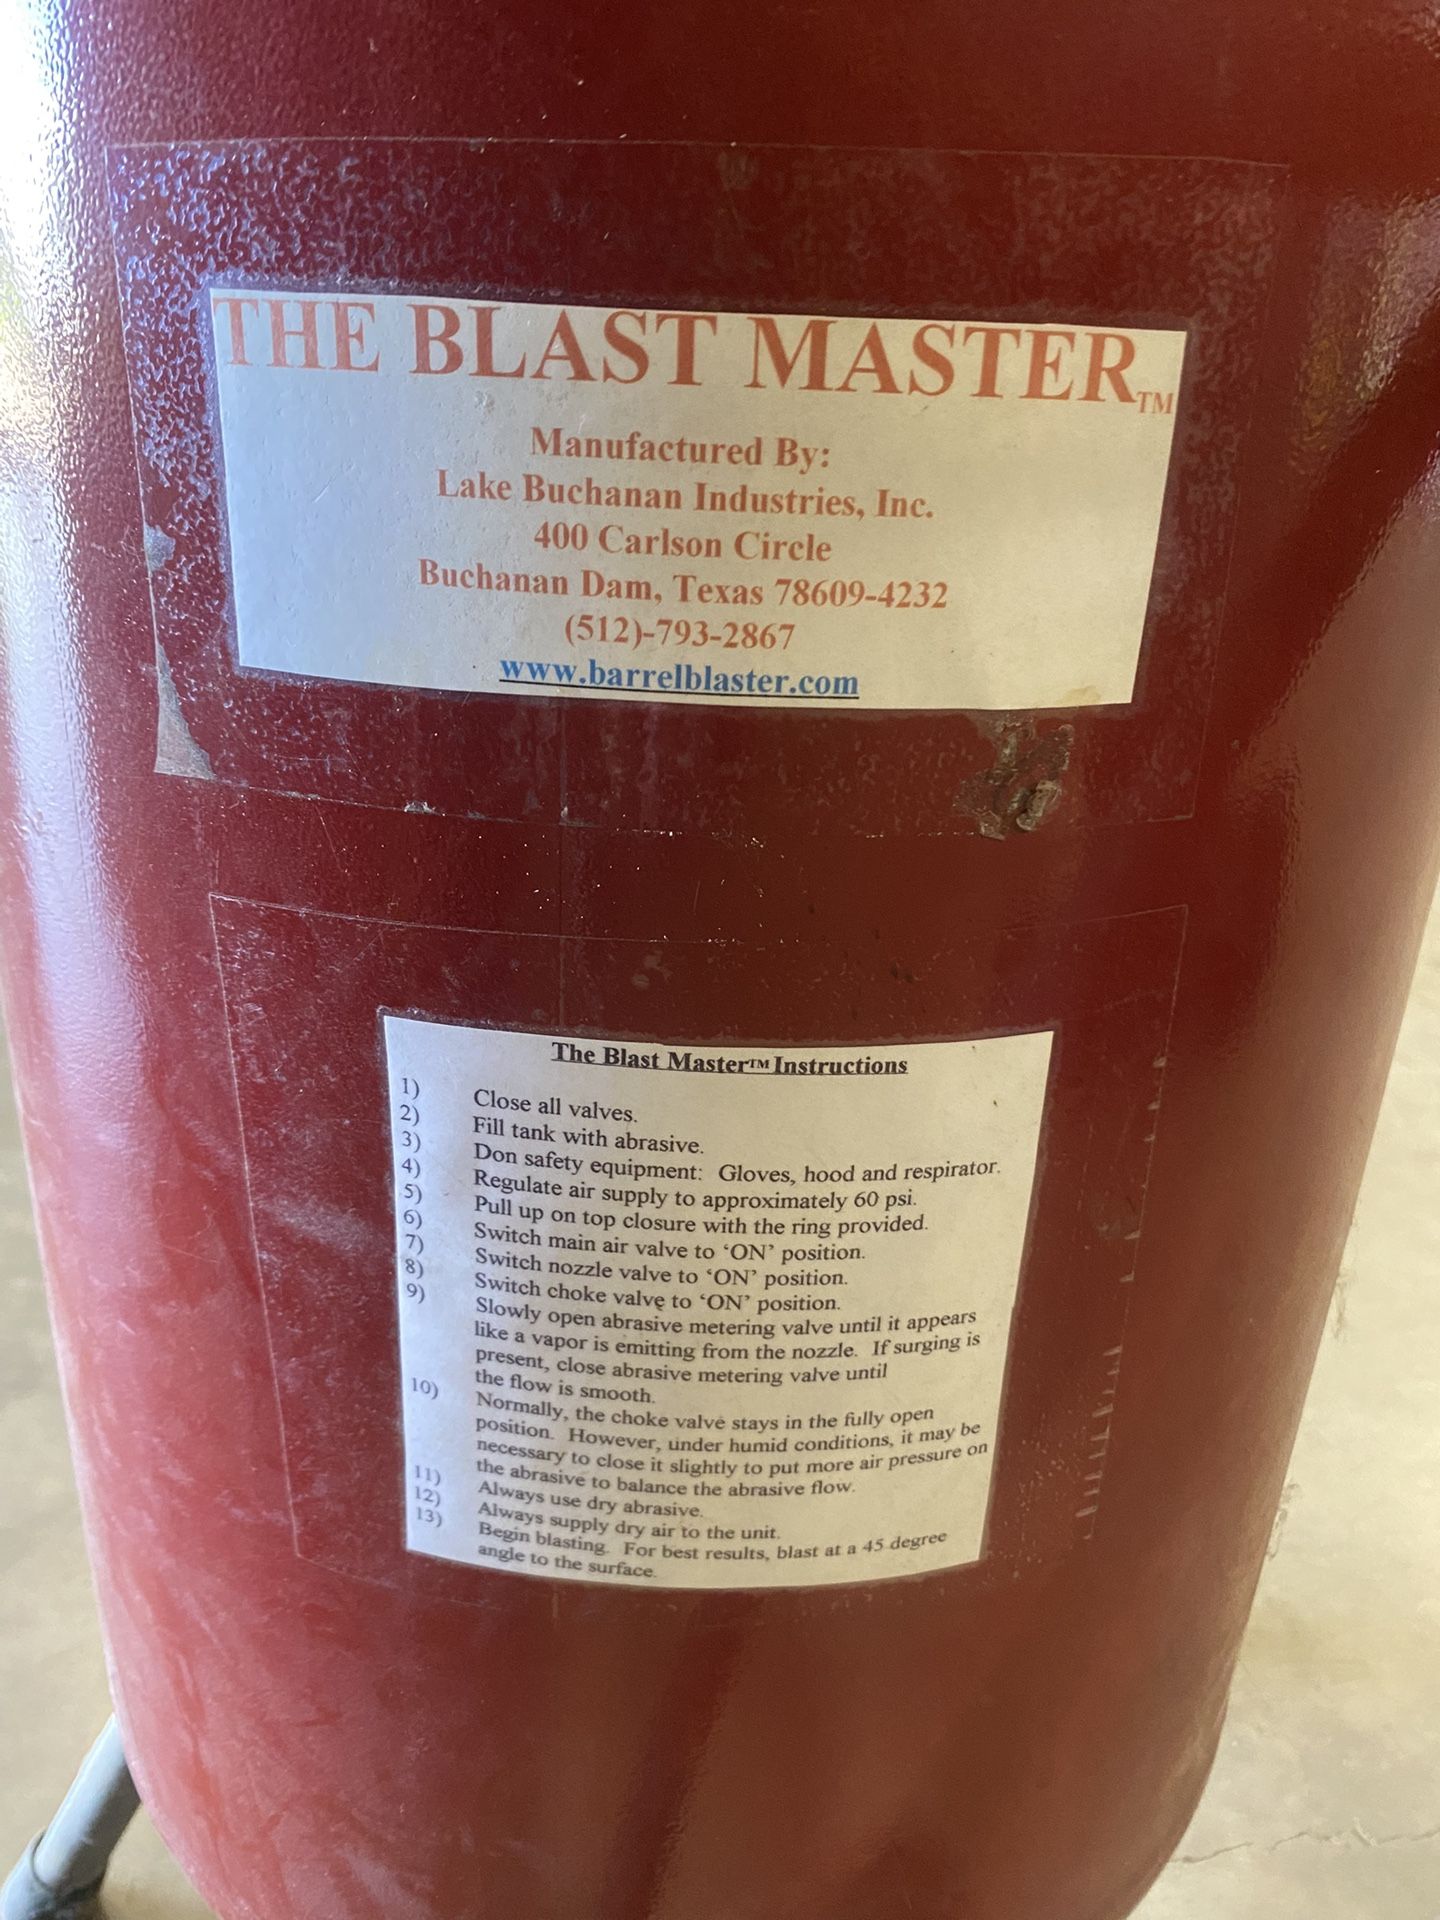 THE BLAST MASTER TM
Manufactured By:
Lake Buchanan Industries, Inc.
400 Carlson Circle
Buchanan Dam, Texas 78609-4232
(512)-793-2867
www.barrelblaster.com
The Blast Master™ Instructions
1) Close all valves.
2) Fill tank with abrasive.
3) Don safety equipment: Gloves, hood and respirator.
4) Regulate air supply to approximately 60 psi.
5) Pull up on top closure with the ring provided.
6) Switch main air valve to ‘ON’ position.
7) Switch nozzle valve to ‘ON’ position.
8) Switch choke valve to ‘ON’ position.
9) Slowly open abrasive metering valve until it appears
like a vapor is emitting from the nozzle. If surging is
present, close abrasive metering valve until
the flow is smooth.
10) Normally, the choke valve stays in the fully open
position. However, under humid conditions, it may be
necessary to close it slightly to put more air pressure on
the abrasive to balance the abrasive flow.
11) Always use dry abrasive.
12) Always supply dry air to the unit.
13) Begin blasting. For best results, blast at a 45 degree
angle to the surface.